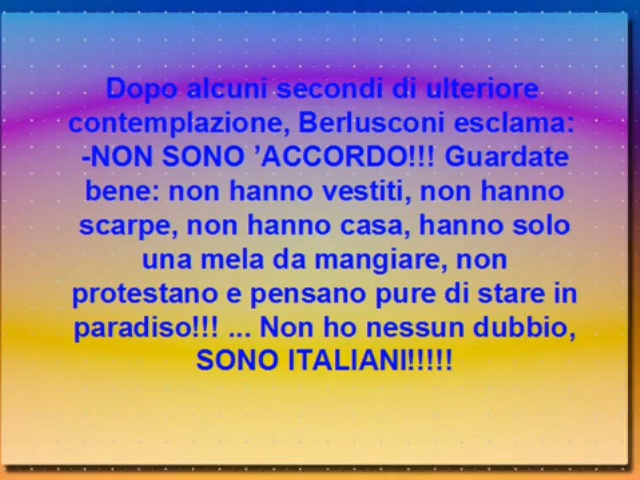 Dopo alcuni secondi di ulteriore
contemplazione, Berlusconi esclama:
-NON SONO ’ACCORDO!!! Guardate
bene: non hanno vestiti, non hanno
scarpe, non hanno casa, hanno solo
una mela da mangiare, non
protestano e pensano pure di stare in
paradiso!!! ... Non ho nessun dubbio,
SONO ITALIANI!!!!!